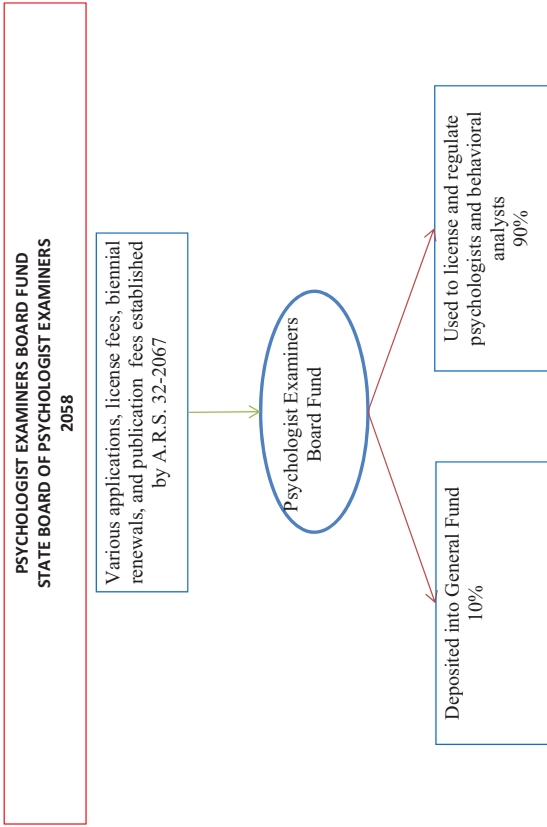 PSYCHOLOGIST EXAMINERS BOARD FUND
STATE BOARD OF PSYCHOLOGIST EXAMINERS
2058
Various applications, license fees, biennial
renewals, and publication fees established
by A.R.S. 32-2067
Psychologist Examiners
Board Fund
Deposited into General Fund
10%
Used to license and regulate
psychologists and behavioral
analysts
90%